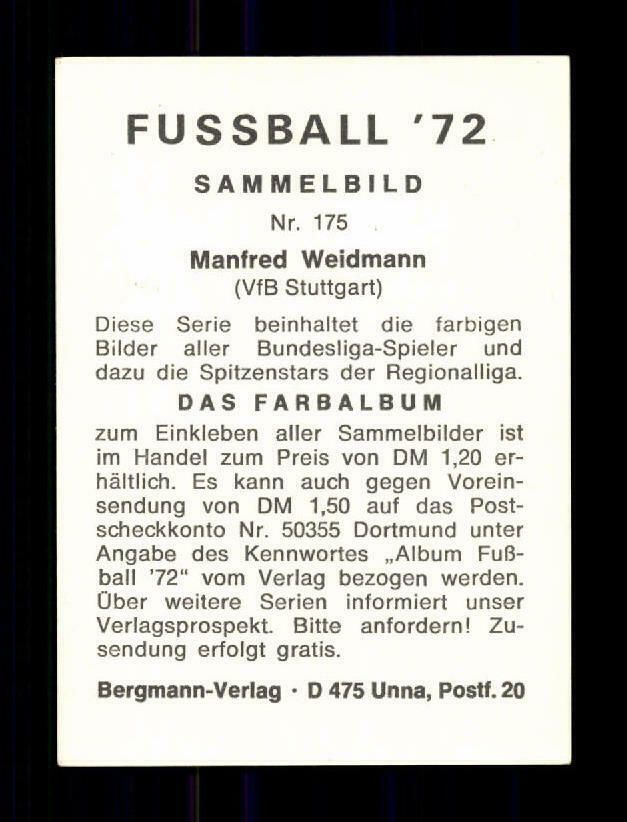 FUSSBALL '72
SAMMELBILD
Nr. 175
Manfred Weidmann
(VfB Stuttgart)
Diese Serie beinhaltet die farbigen
Bilder aller Bundesliga-Spieler und
dazu die Spitzenstars der Regionalliga.
DAS FARBALBUM
zum Einkleben aller Sammelbilder ist
im Handel zum Preis von DM 1,20 er-
hältlich. Es kann auch gegen Vorein-
sendung von DM 1,50 auf das Post-
scheckkonto Nr. 50355 Dortmund unter
Angabe des Kennwortes „Album Fuß-
ball '72“ vom Verlag bezogen werden.
Über weitere Serien informiert unser
Verlagsprospekt. Bitte anfordern! Zu-
sendung erfolgt gratis.
Bergmann-Verlag · D 475 Unna, Postf. 20